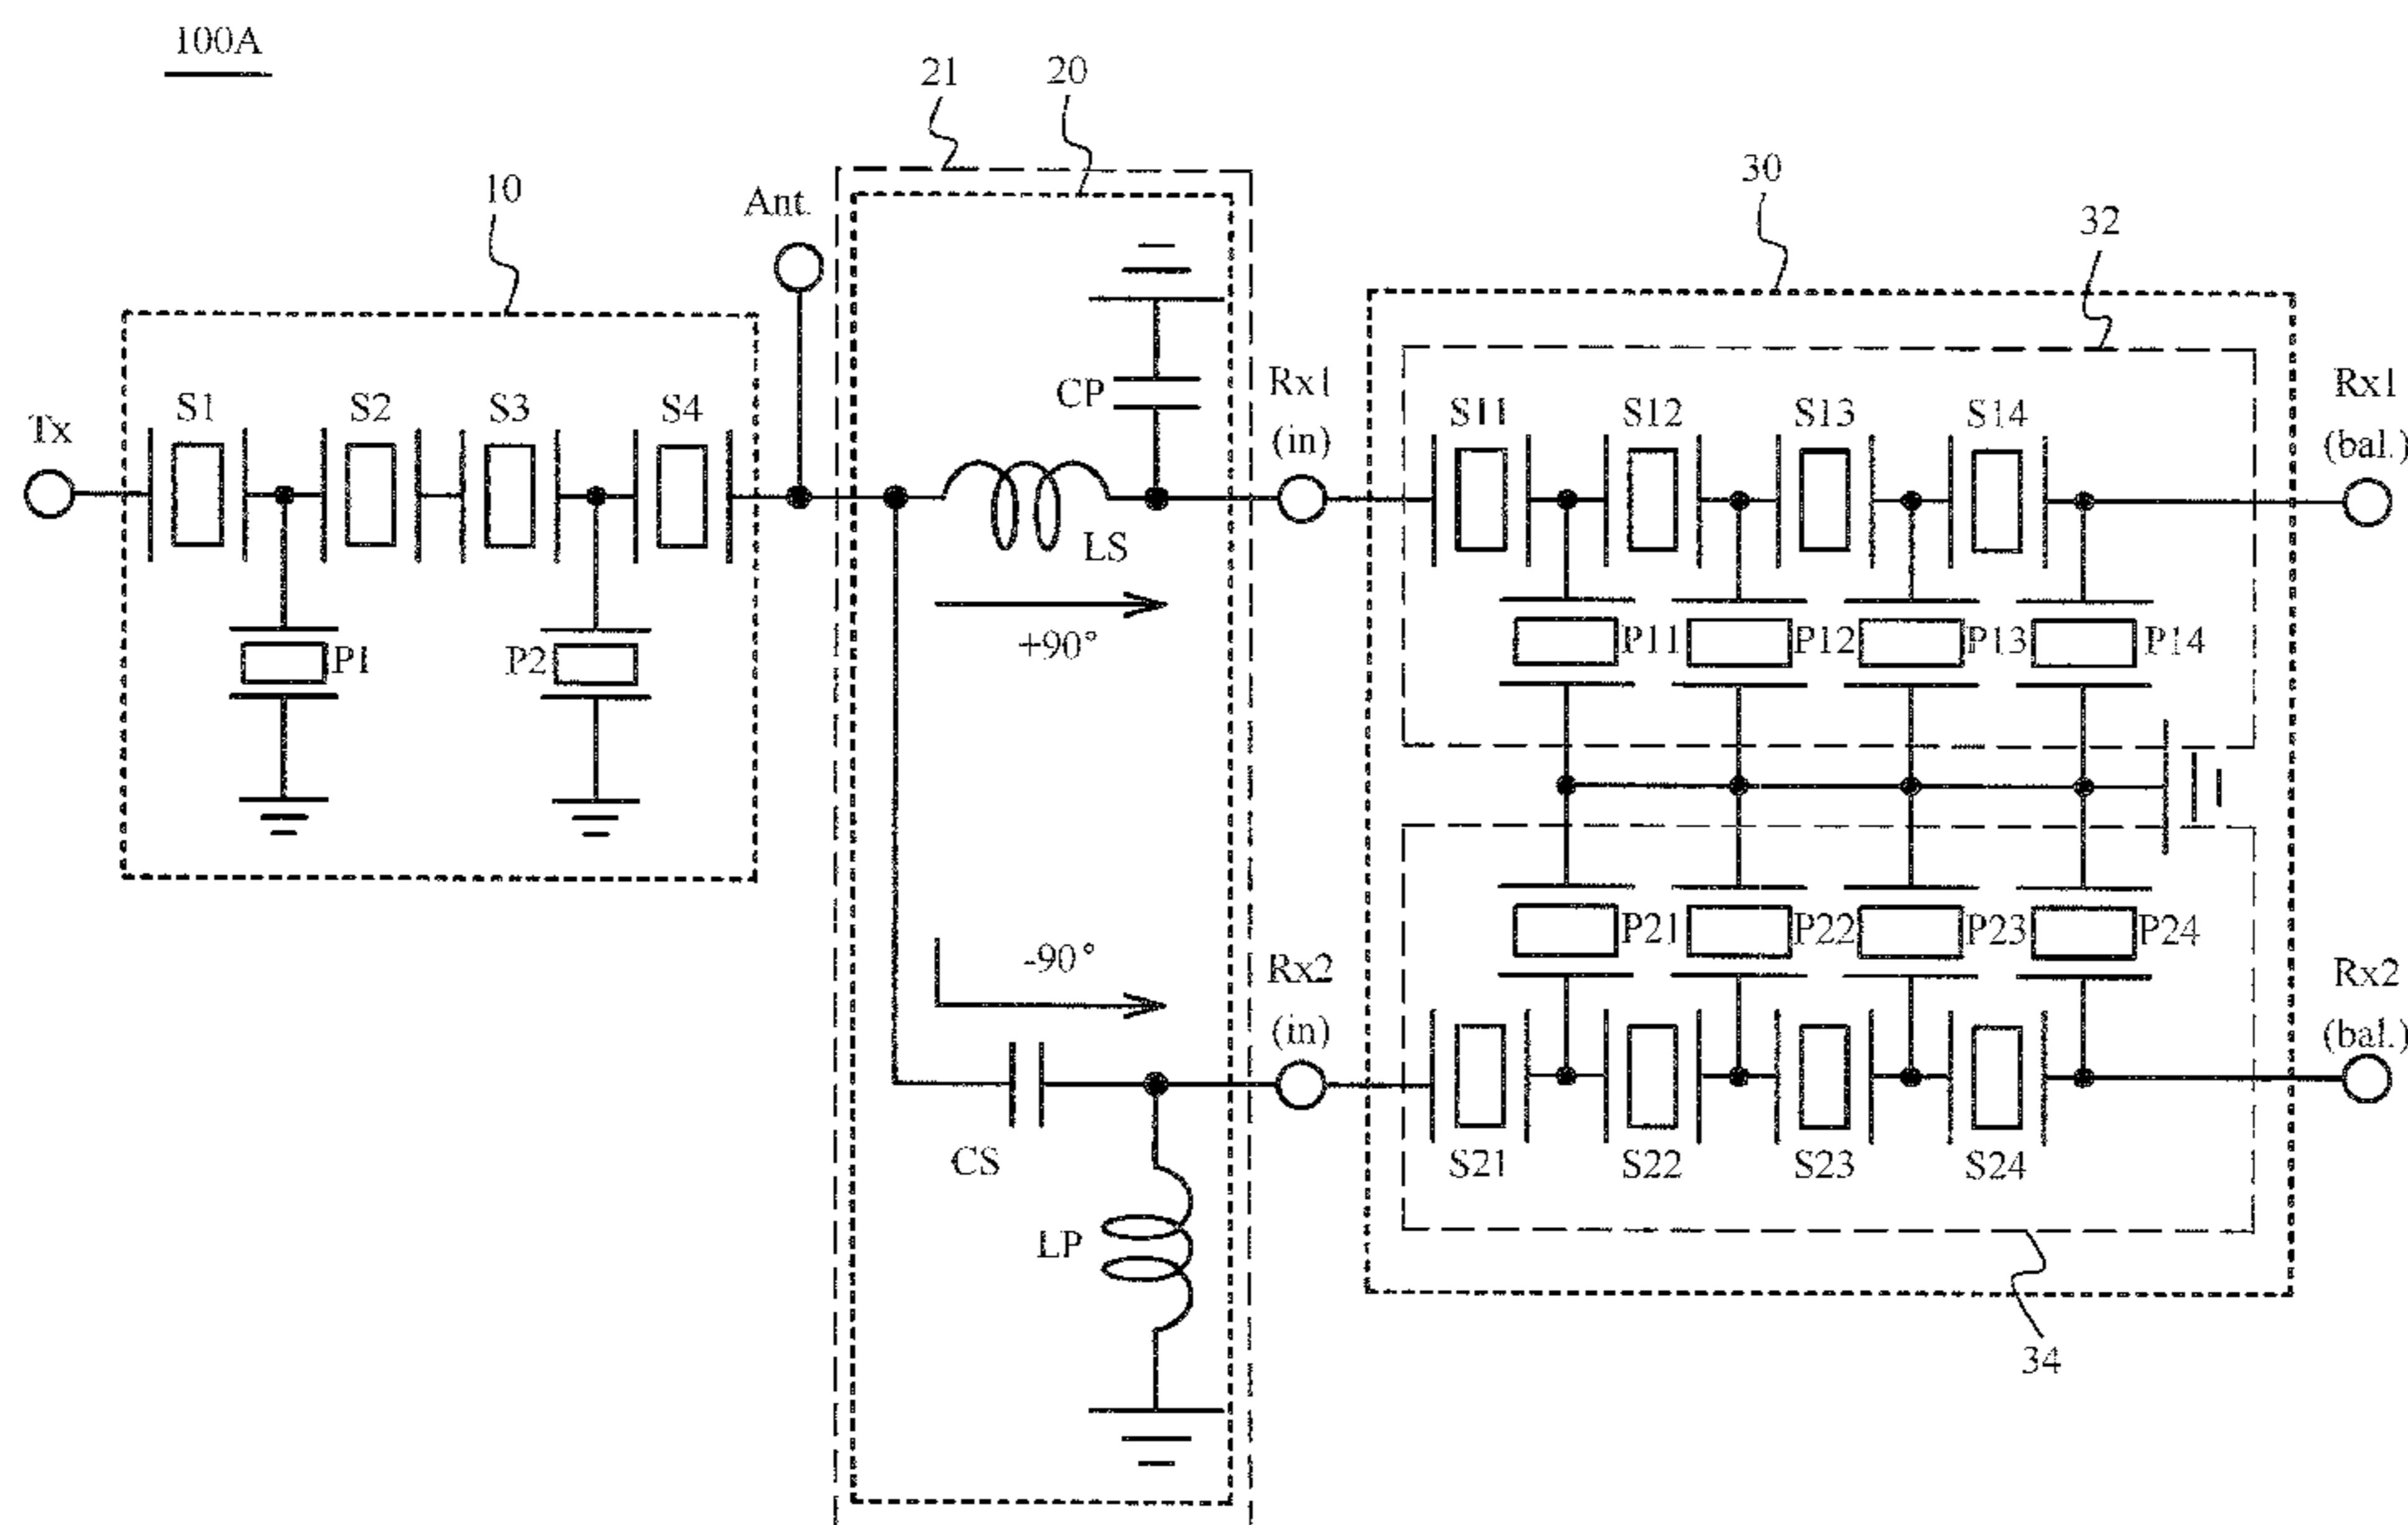 100A
21
20
10
Ant.
30
32
Tx
S1
S2
S3
S4
CP
Rx1
(in)
S11
S12
S13
S14
Rx1
(bal.)
LS
P1
P2
+90°
P11
P12
P13
P14
-90°
Rx2
(in)
P21
P22
P23
P24
Rx2
(bal.)
CS
S21
S22
S23
S24
LP
34